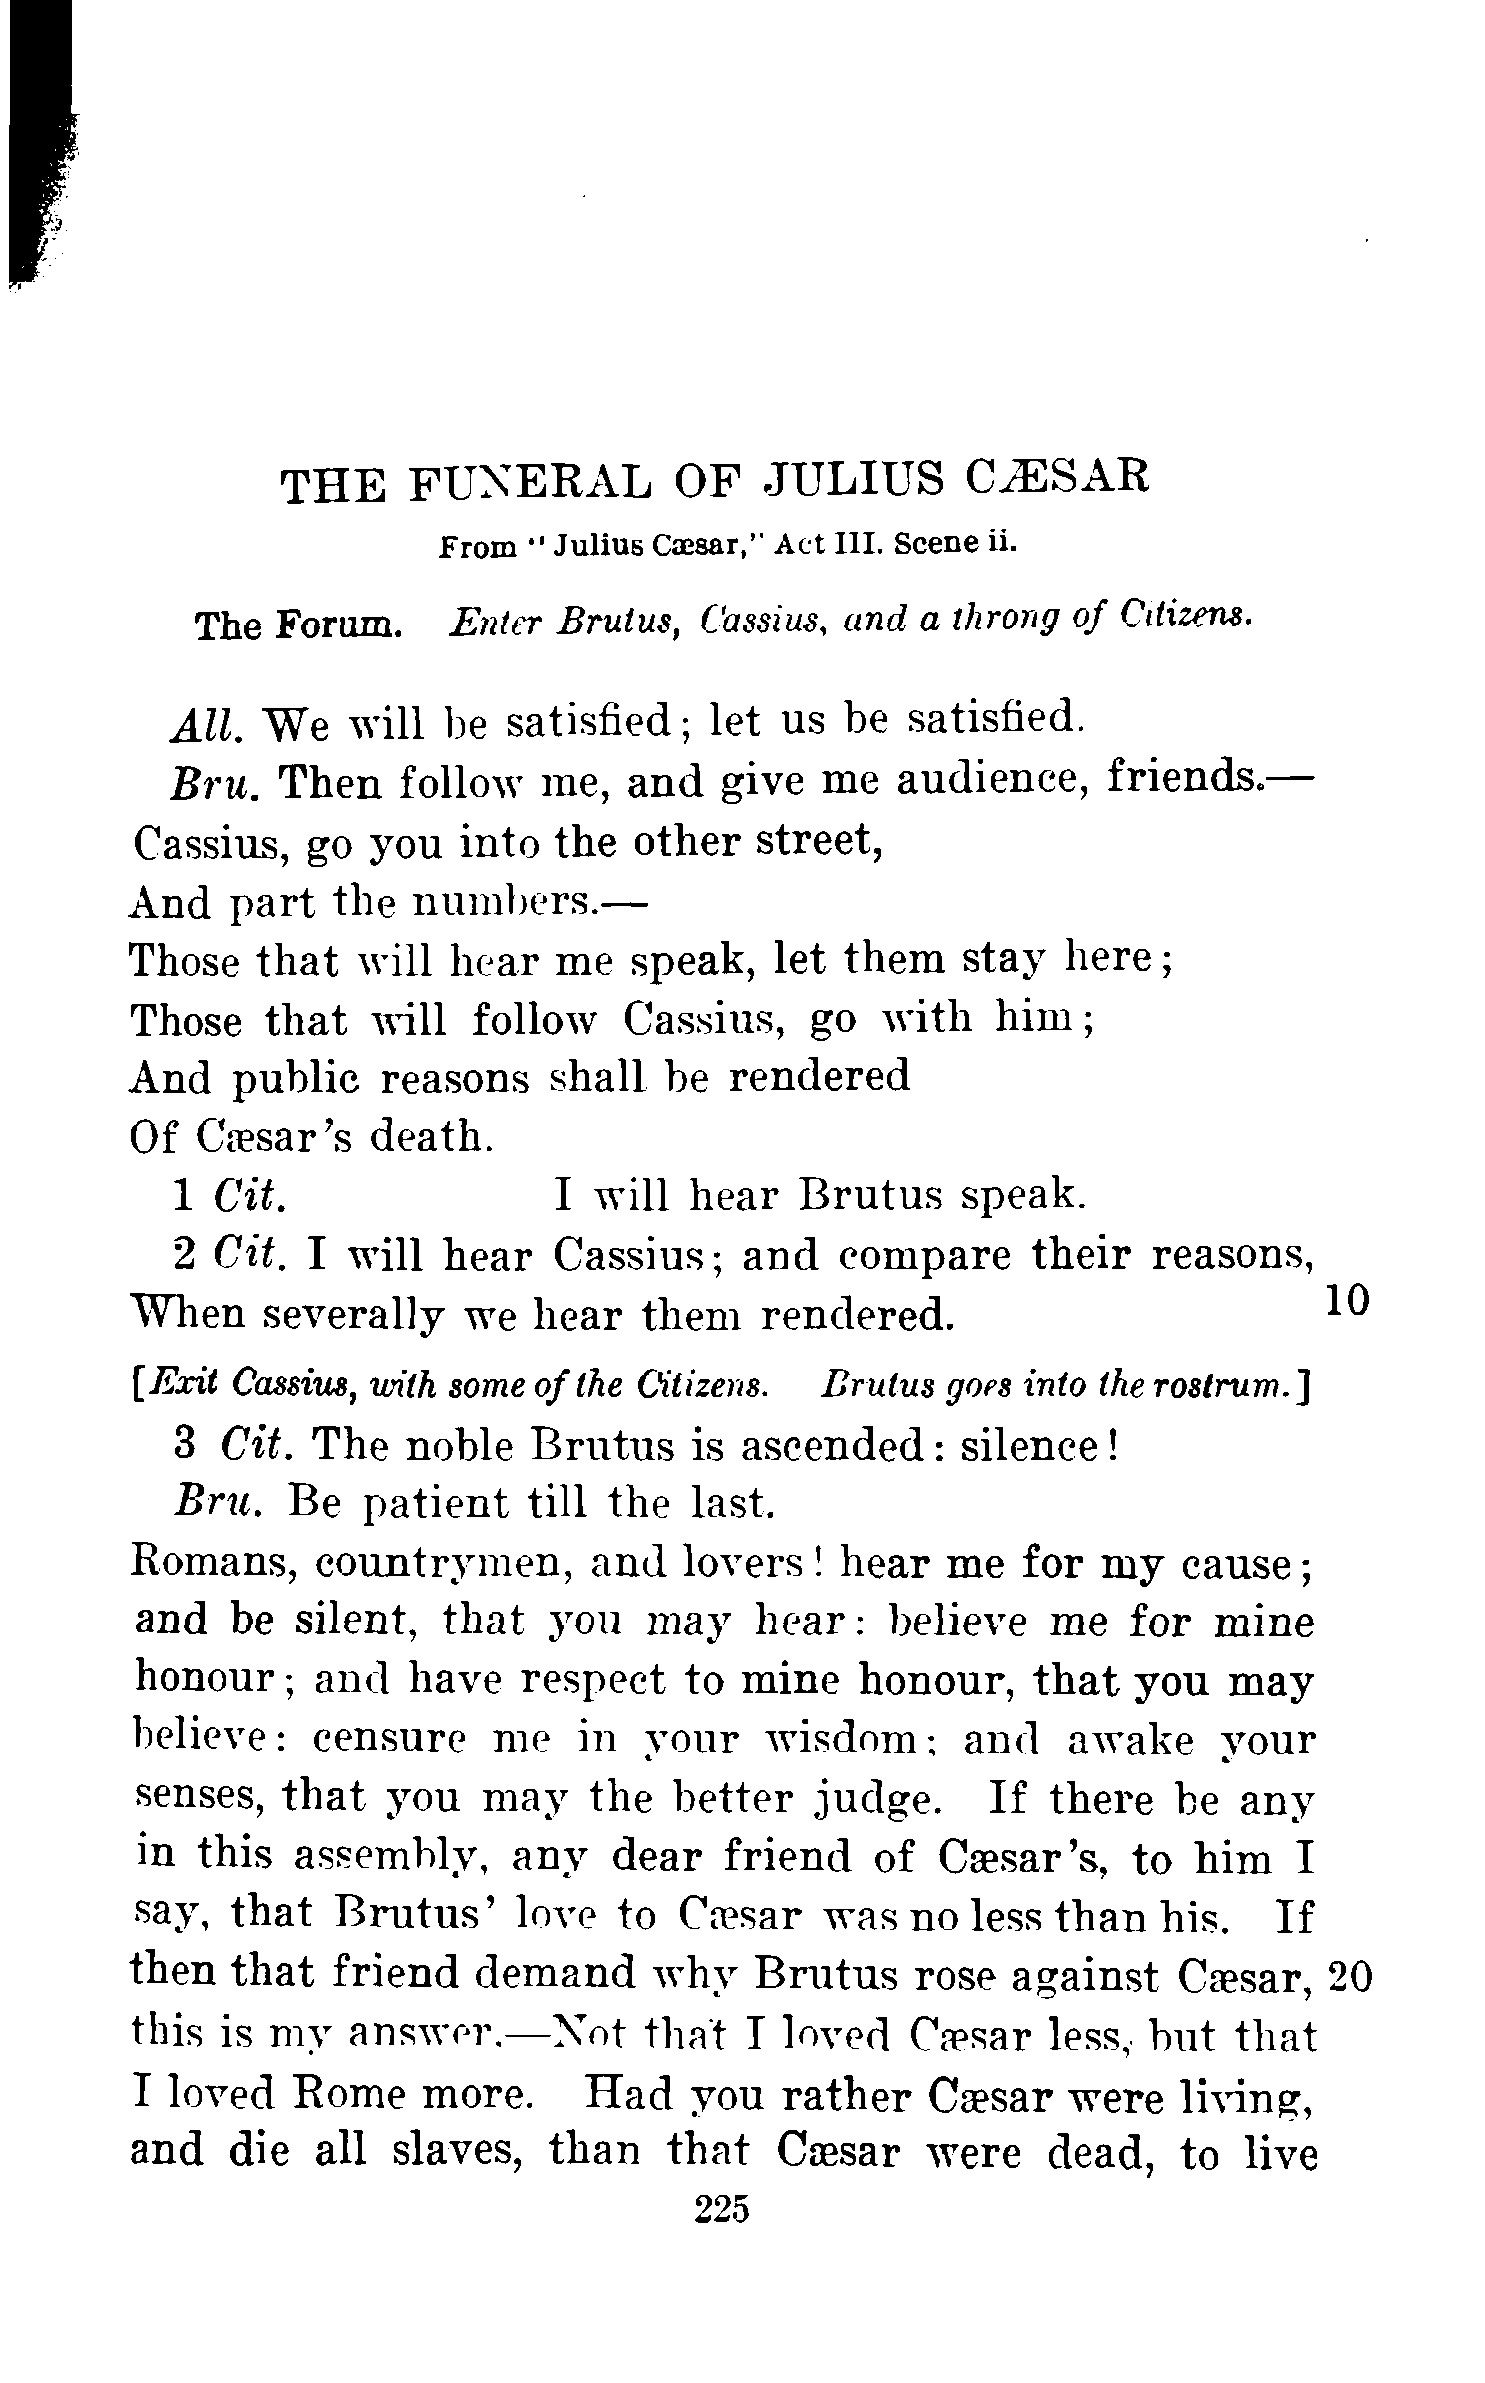 THE FUNERAL OF JULIUS CÆSAR
From "Julius Cæsar," Act III. Scene ii.
The Forum. Enter Brutus, Cassius, and a throng of Citizens.
All. We will be satisfied; let us be satisfied.
Bru. Then follow me, and give me audience, friends.—
Cassius, go you into the other street,
And part the numbers.—
Those that will hear me speak, let them stay here;
Those that will follow Cassius, go with him;
And public reasons shall be rendered
Of Cæsar's death.
1 Cit. I will hear Brutus speak.
2 Cit. I will hear Cassius; and compare their reasons,
When severally we hear them rendered. 10
[Exit Cassius, with some of the Citizens. Brutus goes into the rostrum.]
3 Cit. The noble Brutus is ascended: silence!
Bru. Be patient till the last.
Romans, countrymen, and lovers! hear me for my cause;
and be silent, that you may hear: believe me for mine
honour; and have respect to mine honour, that you may
believe: censure me in your wisdom; and awake your
senses, that you may the better judge. If there be any
in this assembly, any dear friend of Cæsar's, to him I
say, that Brutus' love to Cæsar was no less than his. If
then that friend demand why Brutus rose against Cæsar, 20
this is my answer.—Not that I loved Cæsar less, but that
I loved Rome more. Had you rather Cæsar were living,
and die all slaves, than that Cæsar were dead, to live
225